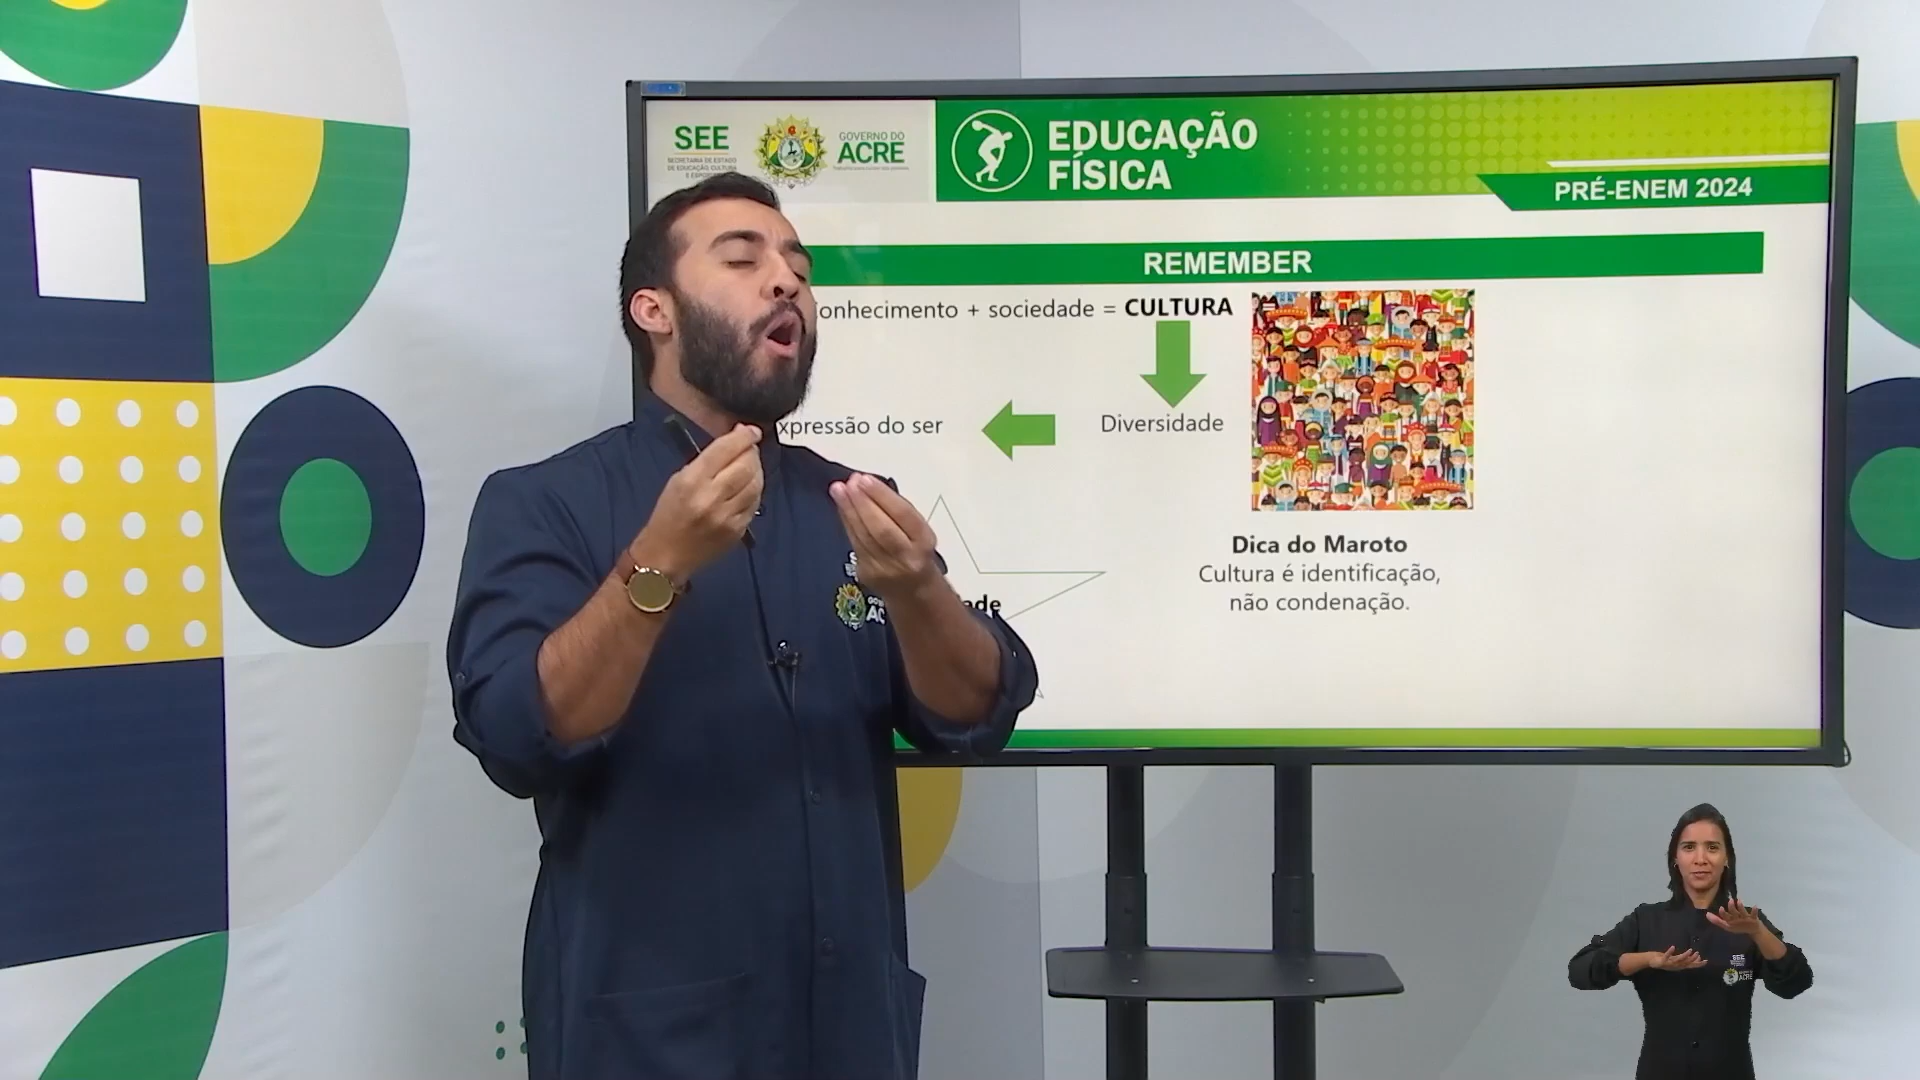 SEE
SECRETARIA DE ESTADO
DE EDUCAÇÃO, CULTURA
E ESPORTES
GOVERNO DO
ACRE
EDUCAÇÃO
FÍSICA
PRÉ-ENEM 2024
REMEMBER
onhecimento + sociedade = CULTURA
xpressão do ser
Diversidade
Dica do Maroto
Cultura é identificação,
não condenação.
ade
SEE
ACRE